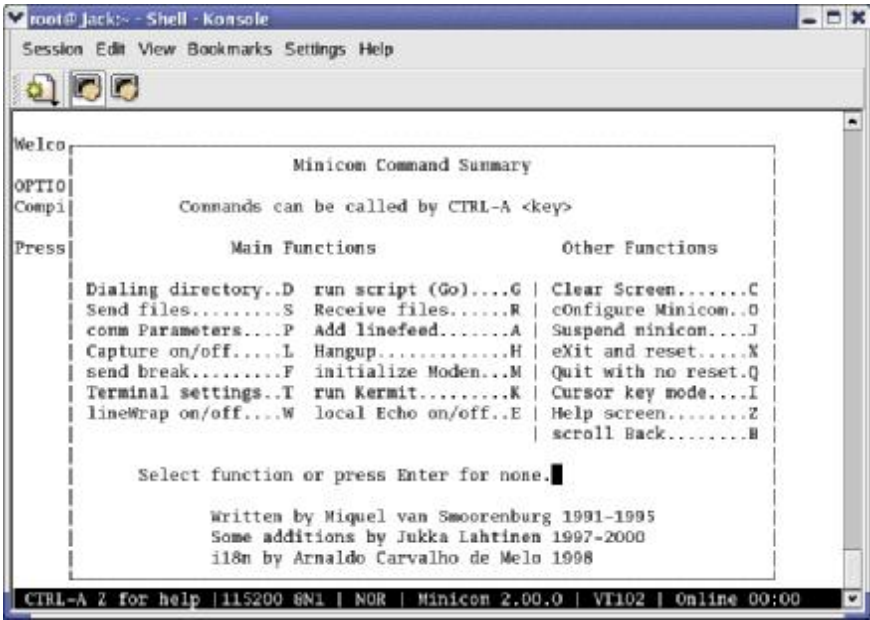 root@Jack:~ - Shell - Konsole
Session Edit View Bookmarks Settings Help
Welco
Minicom Command Summary
OPTIO
Compi Commands can be called by CTRL-A <key>
Press Main Functions Other Functions
Dialing directory..D run script (Go)....G | Clear Screen.......C
Send files.........S Receive files......R | cOnfigure Minicom..O
comm Parameters....P Add linefeed.......A | Suspend minicom....J
Capture on/off.....L Hangup.............H | eXit and reset.....X
send break.........F initialize Modem...M | Quit with no reset.Q
Terminal settings..T run Kermit.........K | Cursor key mode....I
lineWrap on/off....W local Echo on/off..E | Help screen........Z
| scroll Back........B
Select function or press Enter for none.
Written by Miquel van Smoorenburg 1991-1995
Some additions by Jukka Lahtinen 1997-2000
i18n by Arnaldo Carvalho de Melo 1998
CTRL-A Z for help |115200 8N1 | NOR | Minicom 2.00.0 | VT102 | Online 00:00